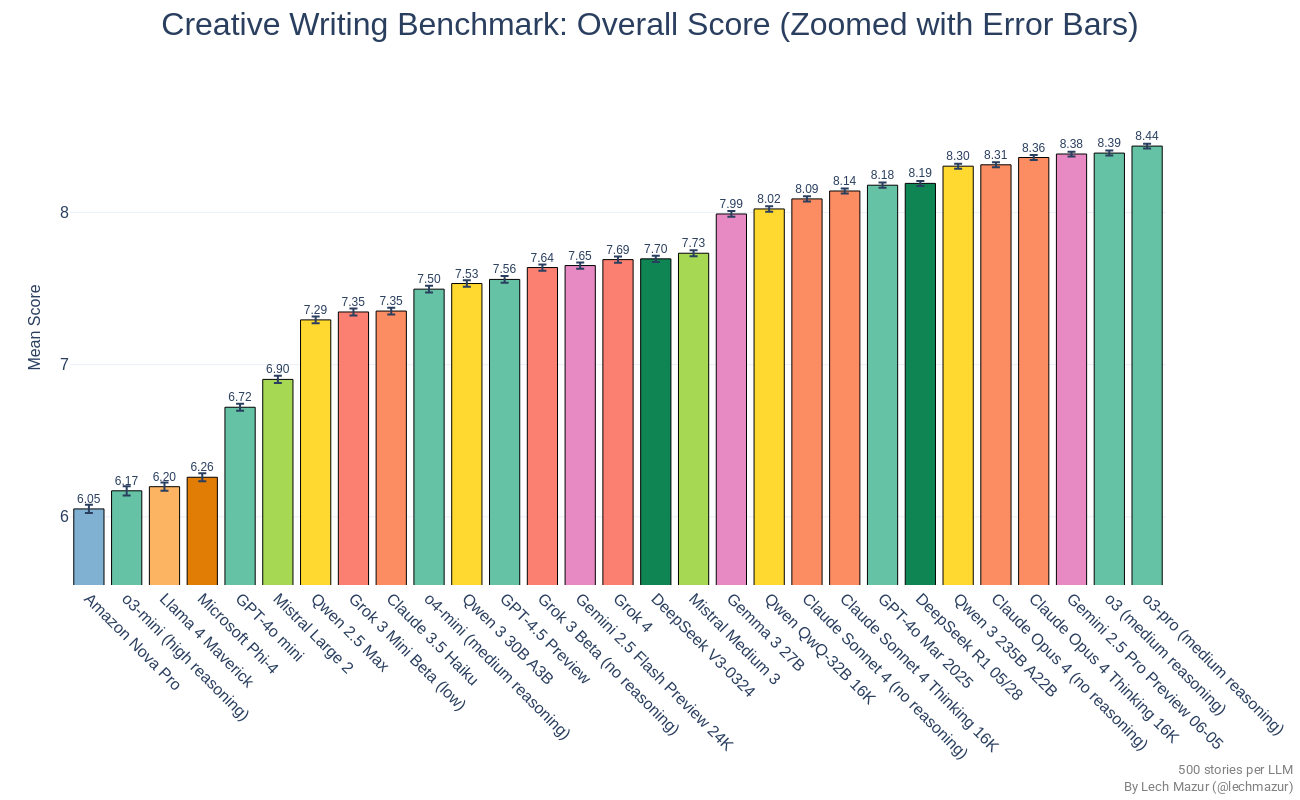 Creative Writing Benchmark: Overall Score (Zoomed with Error Bars)
Mean Score
8
7
6
6.05
6.17
6.20
6.26
6.72
6.90
7.29
7.35
7.35
7.50
7.53
7.56
7.64
7.65
7.69
7.70
7.73
7.99
8.02
8.09
8.14
8.18
8.19
8.30
8.31
8.36
8.38
8.39
8.44
Amazon Nova Pro
o3-mini (high reasoning)
Llama 4 Maverick
Microsoft Phi-4
GPT-4o mini
Mistral Large 2
Qwen 2.5 Max
Grok 3 Mini Beta (low)
Claude 3.5 Haiku
o4-mini (medium reasoning)
Qwen 3 30B A3B
GPT-4.5 Preview
Grok 3 Beta (no reasoning)
Gemini 2.5 Flash Preview 24K
Grok 4
DeepSeek V3-0324
Mistral Medium 3
Gemma 3 27B
Qwen QwQ-32B 16K
Claude Sonnet 4 (no reasoning)
Claude Sonnet 4 Thinking 16K
GPT-4o Mar 2025
DeepSeek R1 05/28
Qwen 3 235B A22B
Claude Opus 4 (no reasoning)
Claude Opus 4 Thinking 16K
Gemini 2.5 Pro Preview 06-05
o3 (medium reasoning)
o3-pro (medium reasoning)
500 stories per LLM
By Lech Mazur (@lechmazur)